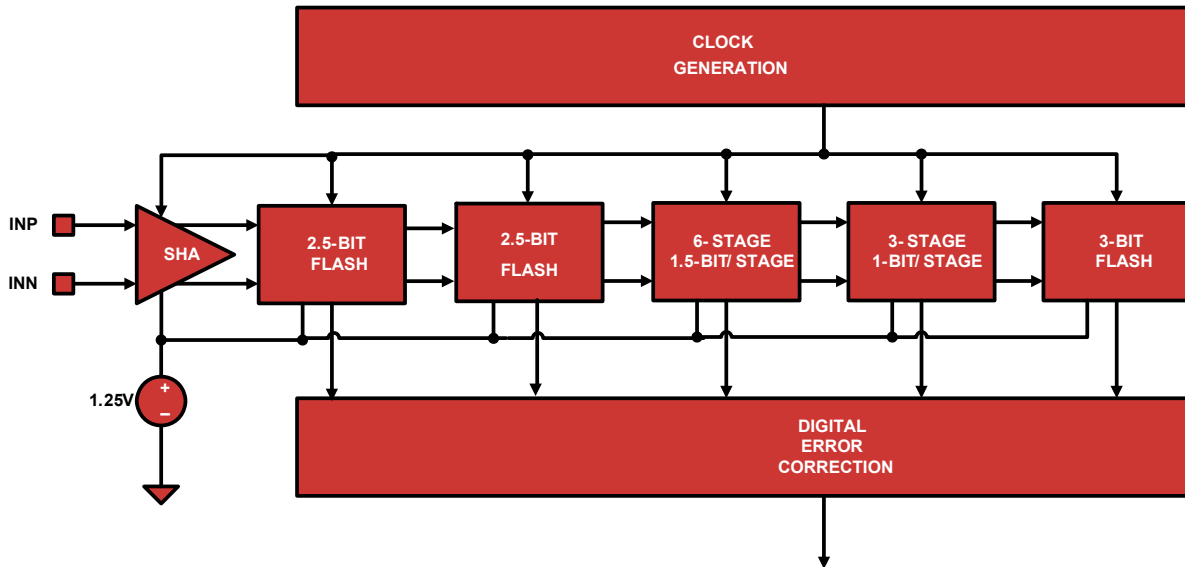 CLOCK
GENERATION
INP
INN
SHA
2.5-BIT
FLASH
2.5-BIT
FLASH
6- STAGE
1.5-BIT/ STAGE
3- STAGE
1-BIT/ STAGE
3-BIT
FLASH
1.25V
+
−
DIGITAL
ERROR
CORRECTION